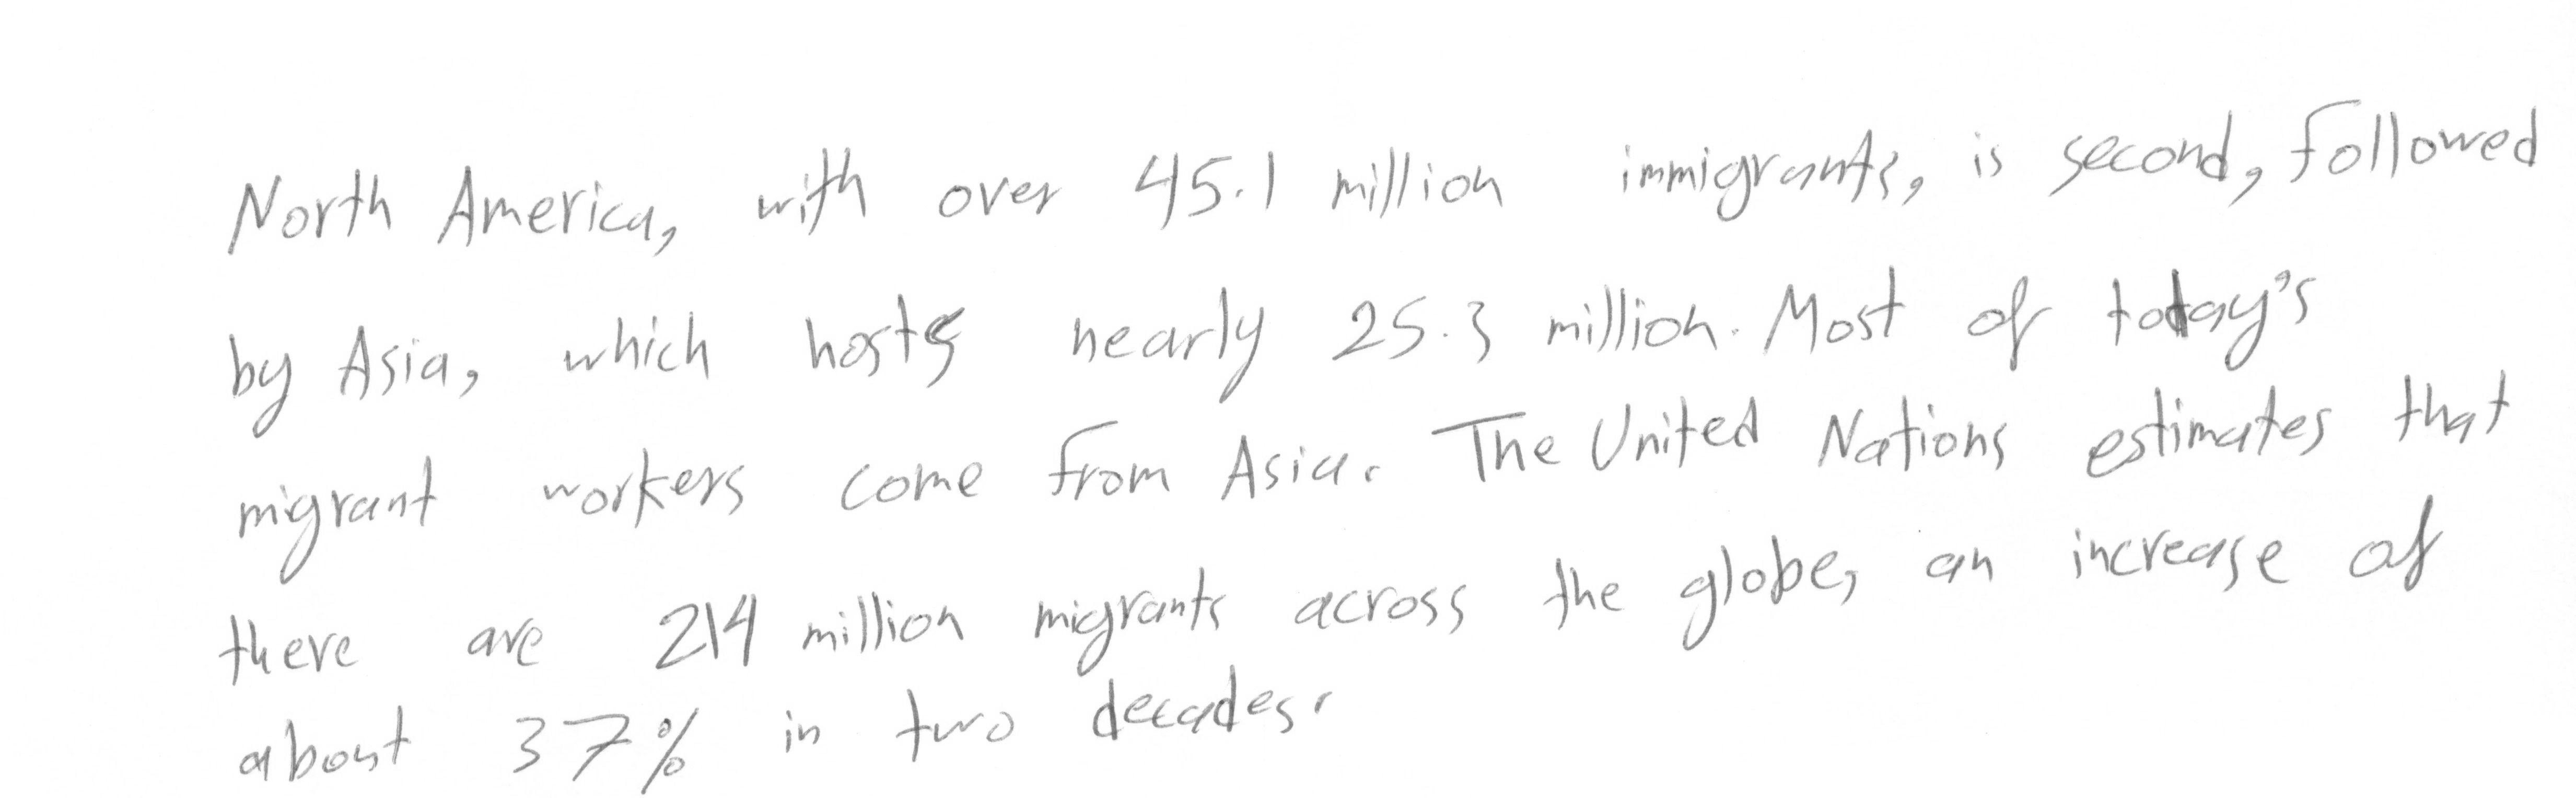 North America, with over 45.1 million immigrants, is second, followed
by Asia, which hosts nearly 25.3 million. Most of today's
migrant workers come from Asia. The United Nations estimates that
there are 214 million migrants across the globe, an increase of
about 37% in two decades.